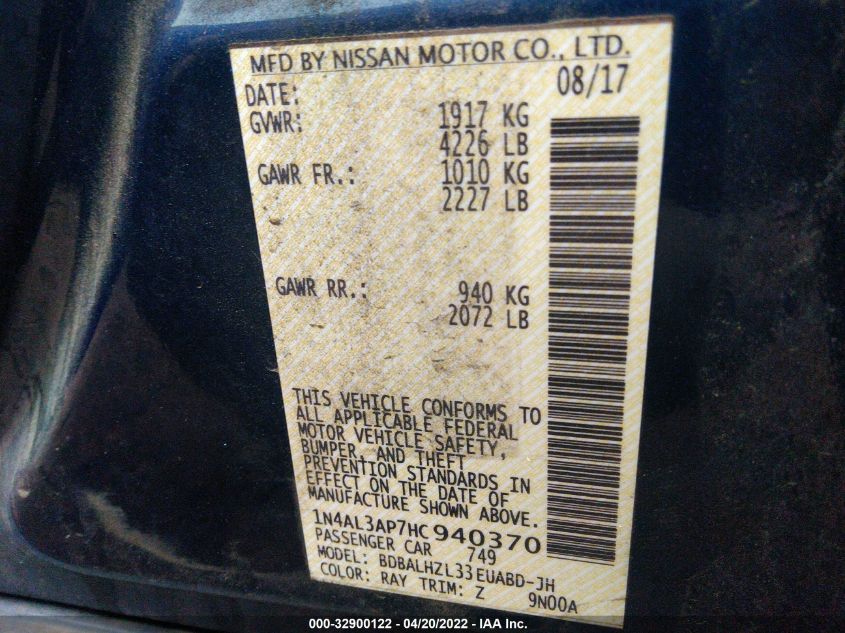 MFD BY NISSAN MOTOR CO., LTD.
DATE: 08/17
GVWR: 1917 KG
4226 LB
GAWR FR.: 1010 KG
2227 LB
GAWR RR.: 940 KG
2072 LB
THIS VEHICLE CONFORMS TO
ALL APPLICABLE FEDERAL
MOTOR VEHICLE SAFETY,
BUMPER, AND THEFT
PREVENTION STANDARDS IN
EFFECT ON THE DATE OF
MANUFACTURE SHOWN ABOVE.
1N4AL3AP7HC940370
PASSENGER CAR 749
MODEL: BDBALHZL33EUABD-JH
COLOR: RAY TRIM: Z 9N00A
000-32900122 - 04/20/2022 - IAA Inc.